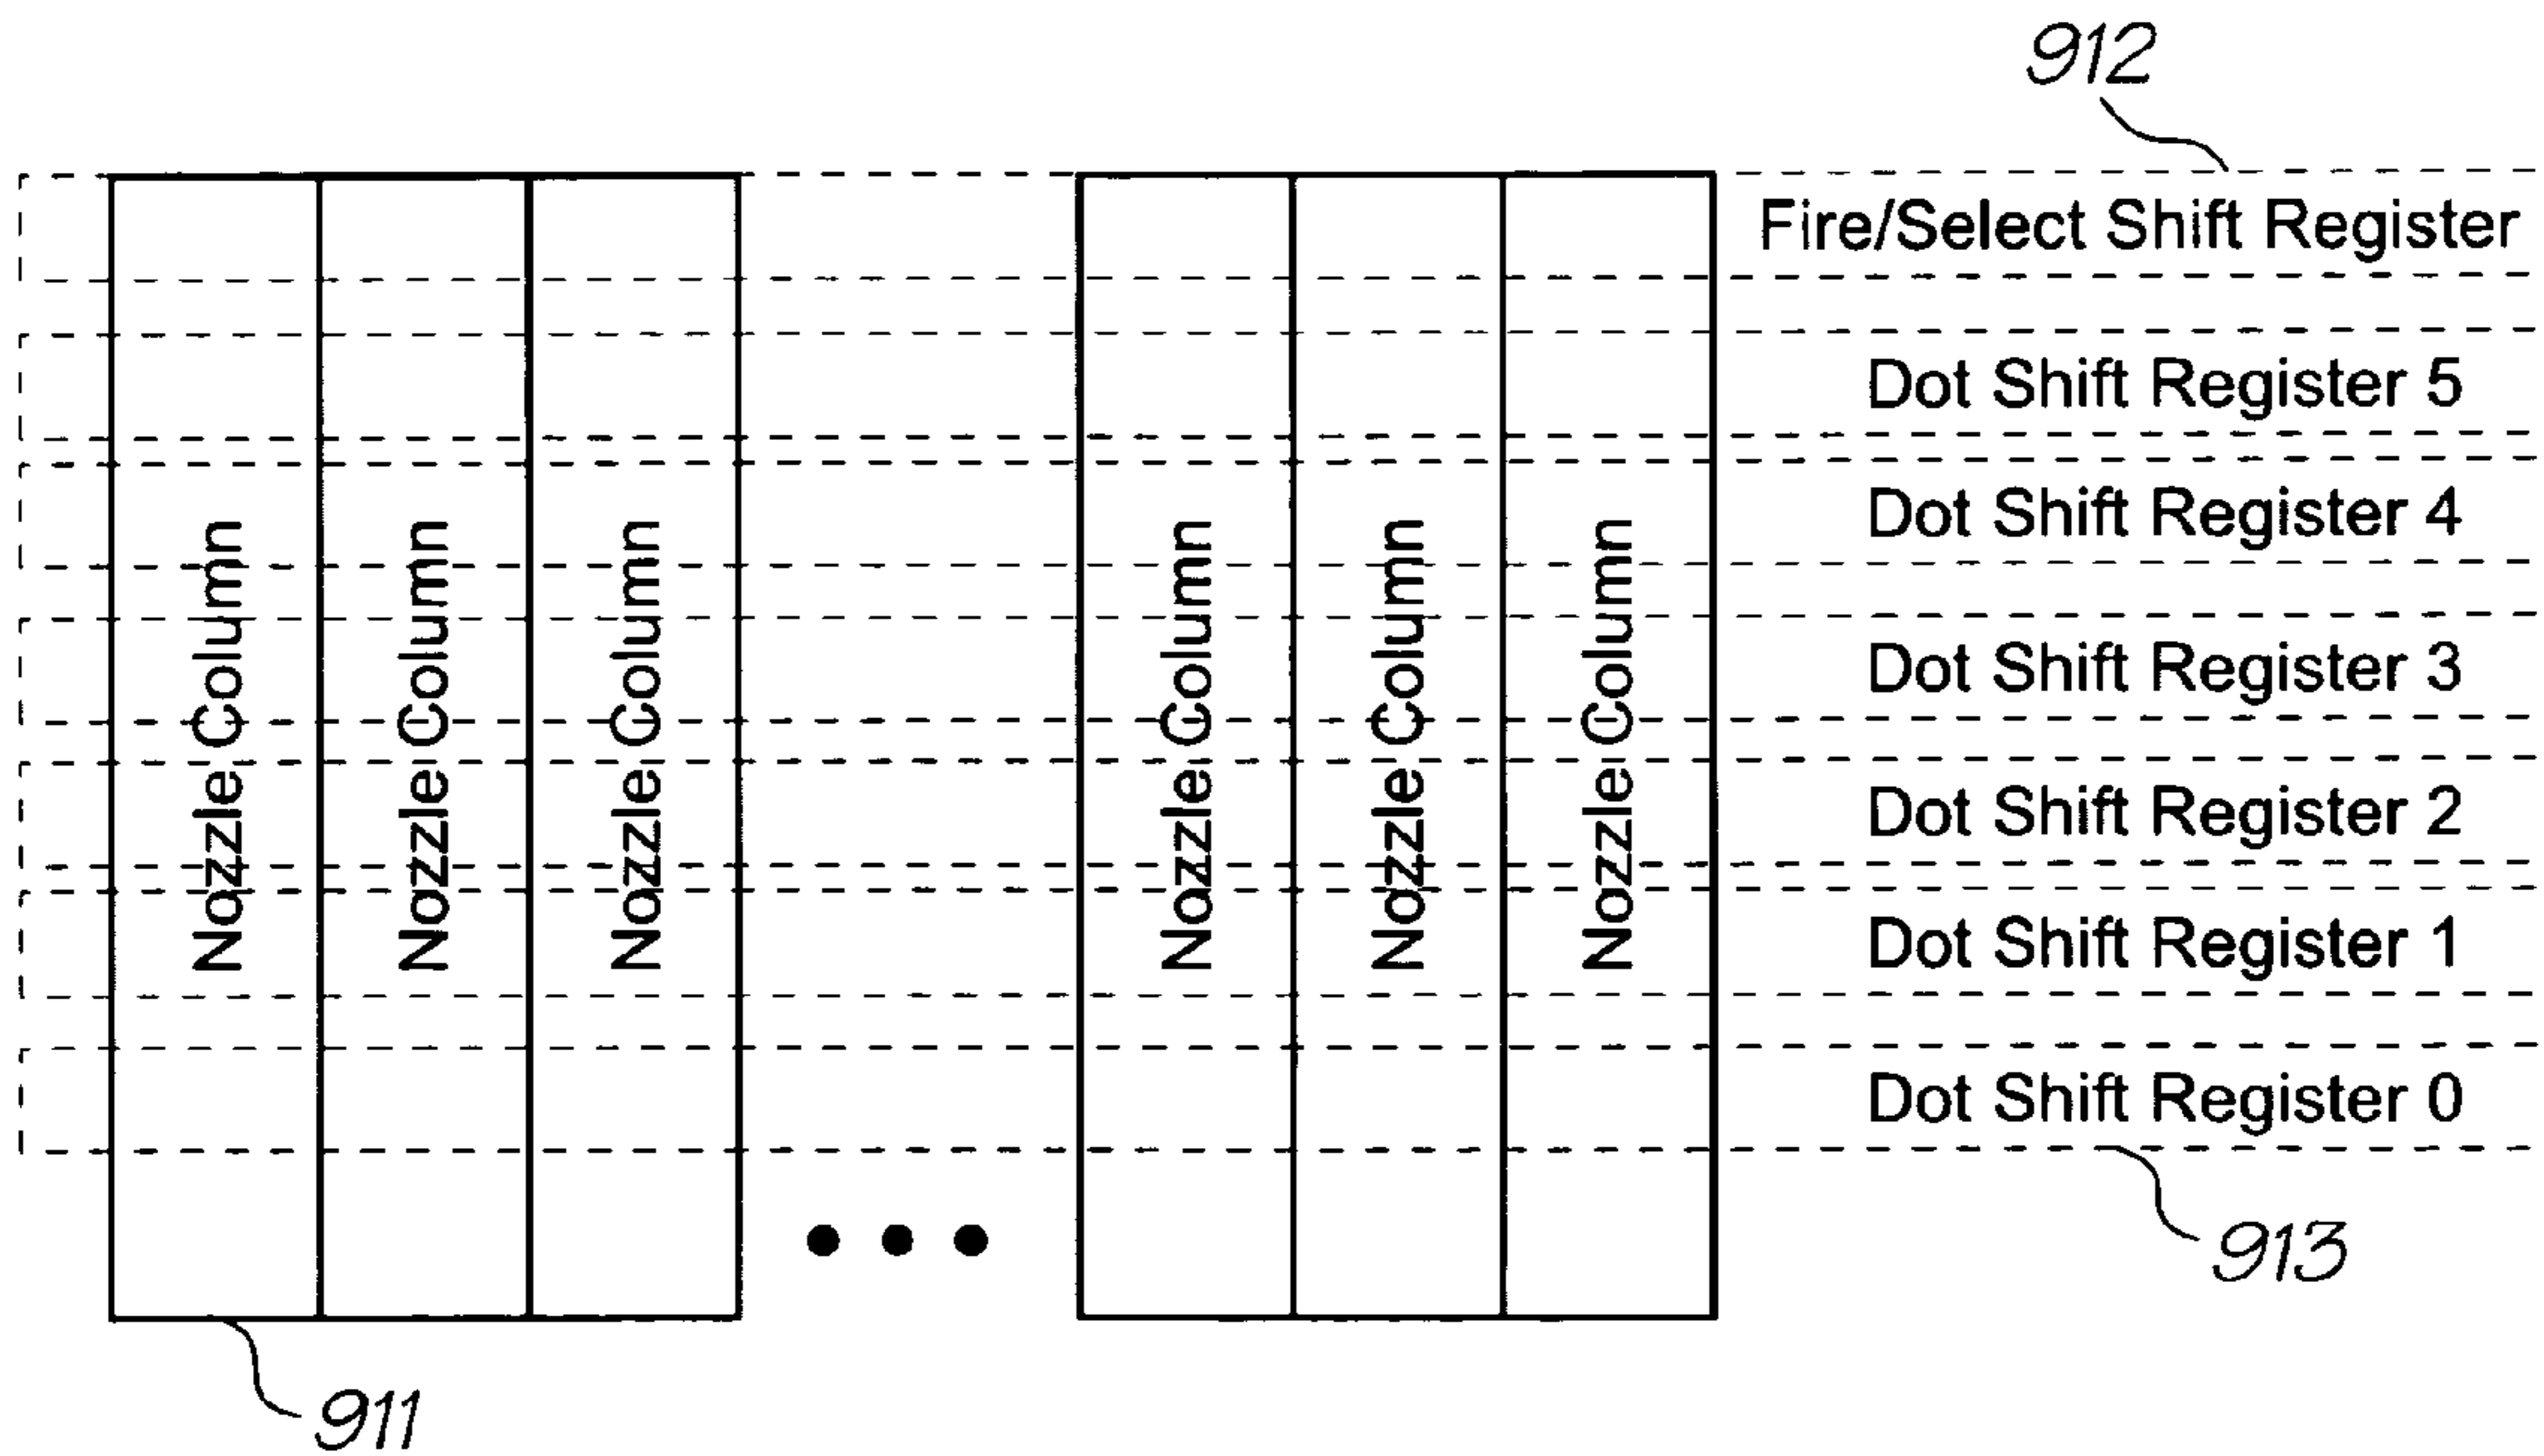 912
Fire/Select Shift Register
Dot Shift Register 5
Dot Shift Register 4
Dot Shift Register 3
Dot Shift Register 2
Dot Shift Register 1
Dot Shift Register 0
Nozzle Column
Nozzle Column
Nozzle Column
Nozzle Column
Nozzle Column
Nozzle Column
913
911